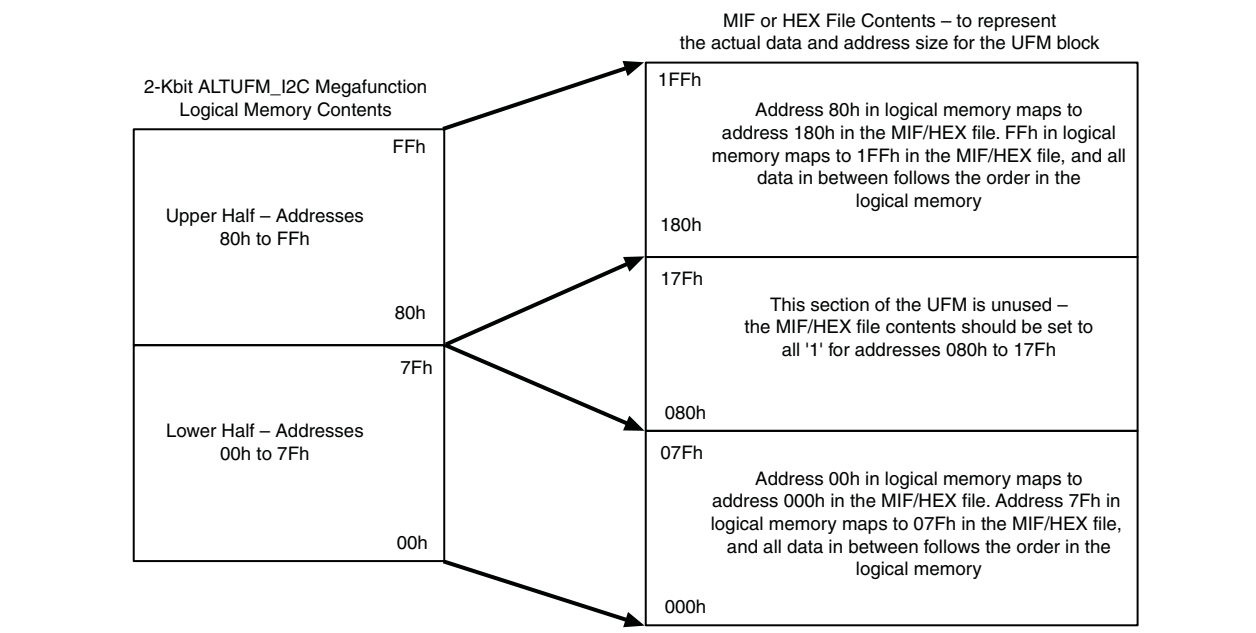 MIF or HEX File Contents – to represent
the actual data and address size for the UFM block
2-Kbit ALTUFM_I2C Megafunction
Logical Memory Contents
FFh
Upper Half – Addresses
80h to FFh
80h
7Fh
Lower Half – Addresses
00h to 7Fh
00h
1FFh
Address 80h in logical memory maps to
address 180h in the MIF/HEX file. FFh in logical
memory maps to 1FFh in the MIF/HEX file, and all
data in between follows the order in the
logical memory
180h
17Fh
This section of the UFM is unused –
the MIF/HEX file contents should be set to
all '1' for addresses 080h to 17Fh
080h
07Fh
Address 00h in logical memory maps to
address 000h in the MIF/HEX file. Address 7Fh in
logical memory maps to 07Fh in the MIF/HEX file,
and all data in between follows the order in the
logical memory
000h